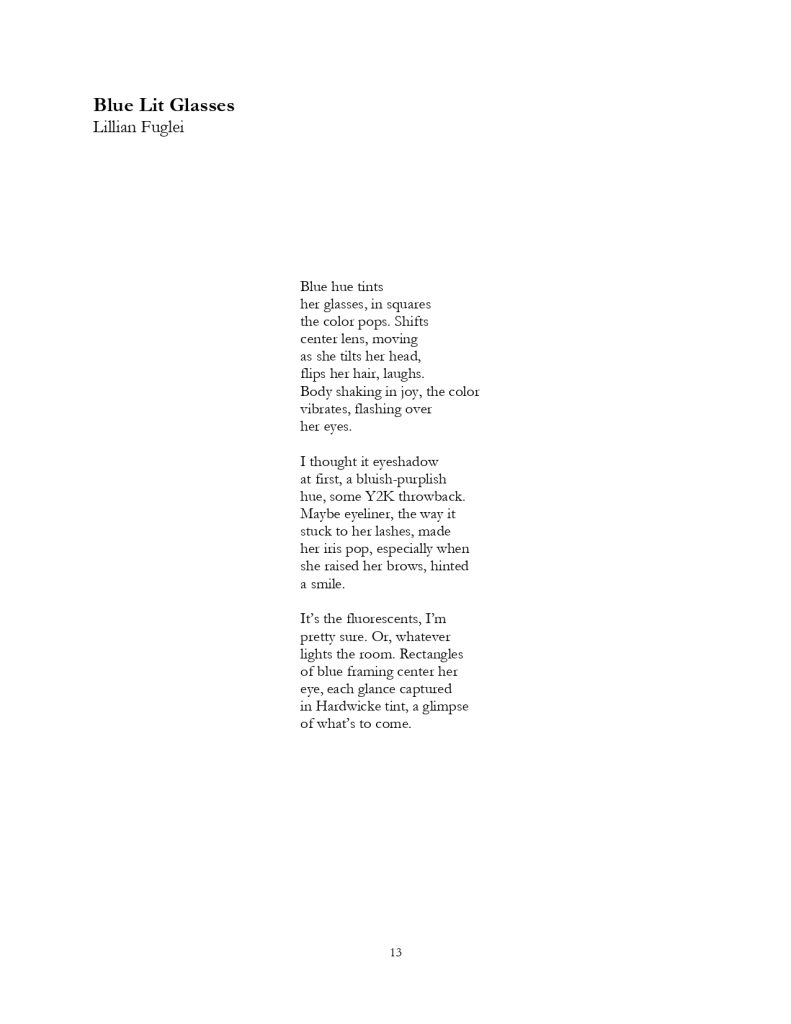 Blue Lit Glasses
Lillian Fuglei
Blue hue tints
her glasses, in squares
the color pops. Shifts
center lens, moving
as she tilts her head,
flips her hair, laughs.
Body shaking in joy, the color
vibrates, flashing over
her eyes.
I thought it eyeshadow
at first, a bluish-purplish
hue, some Y2K throwback.
Maybe eyeliner, the way it
stuck to her lashes, made
her iris pop, especially when
she raised her brows, hinted
a smile.
It’s the fluorescents, I’m
pretty sure. Or, whatever
lights the room. Rectangles
of blue framing center her
eye, each glance captured
in Hardwicke tint, a glimpse
of what’s to come.
13